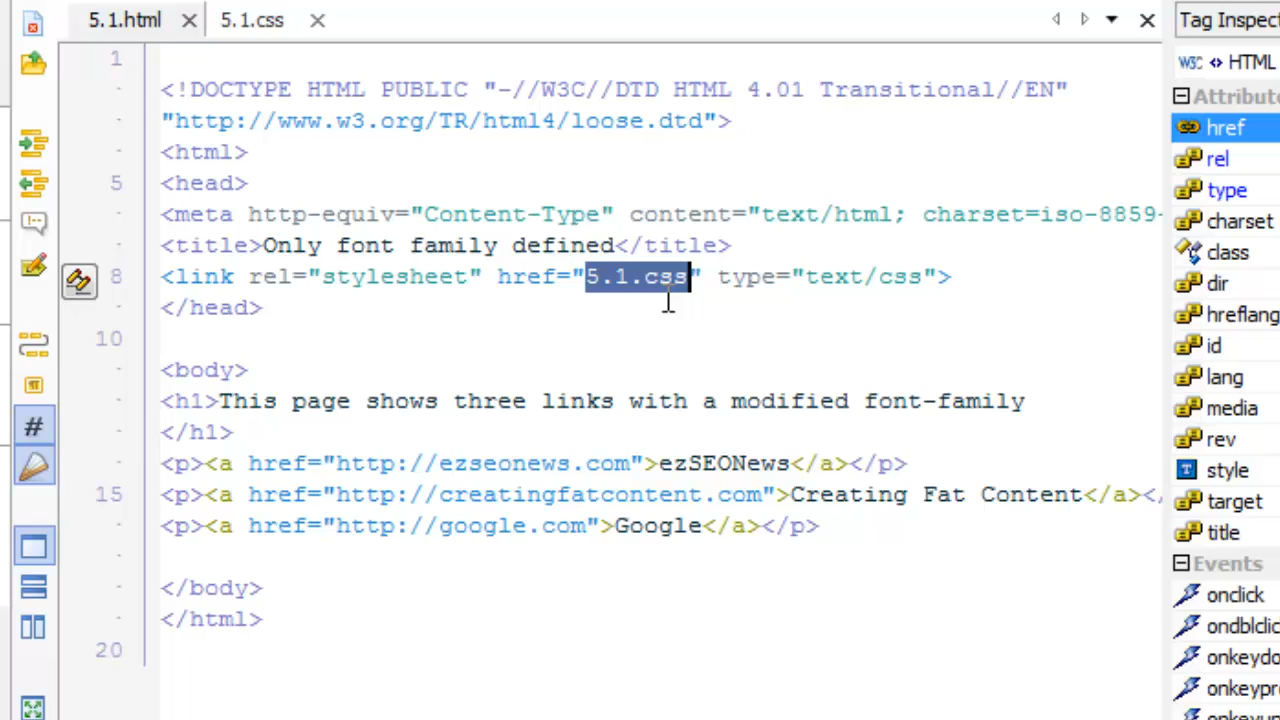 5.1.html
5.1.css
Tag Inspect
1
W3C HTML
<!DOCTYPE HTML PUBLIC "-//W3C//DTD HTML 4.01 Transitional//EN"
Attribute
"http://www.w3.org/TR/html4/loose.dtd">
href
<html>
rel
5 <head>
type
<meta http-equiv="Content-Type" content="text/html; charset=iso-8859-
charset
<title>Only font family defined</title>
class
8 <link rel="stylesheet" href="5.1.css" type="text/css">
dir
</head>
hreflang
10
id
<body>
lang
<h1>This page shows three links with a modified font-family
media
</h1>
rev
<p><a href="http://ezseonews.com">ezSEONews</a></p>
style
15 <p><a href="http://creatingfatcontent.com">Creating Fat Content</a></
target
<p><a href="http://google.com">Google</a></p>
title
Events
</body>
onclick
</html>
ondblclic
20
onkeydo
onkeypr
onkeyup